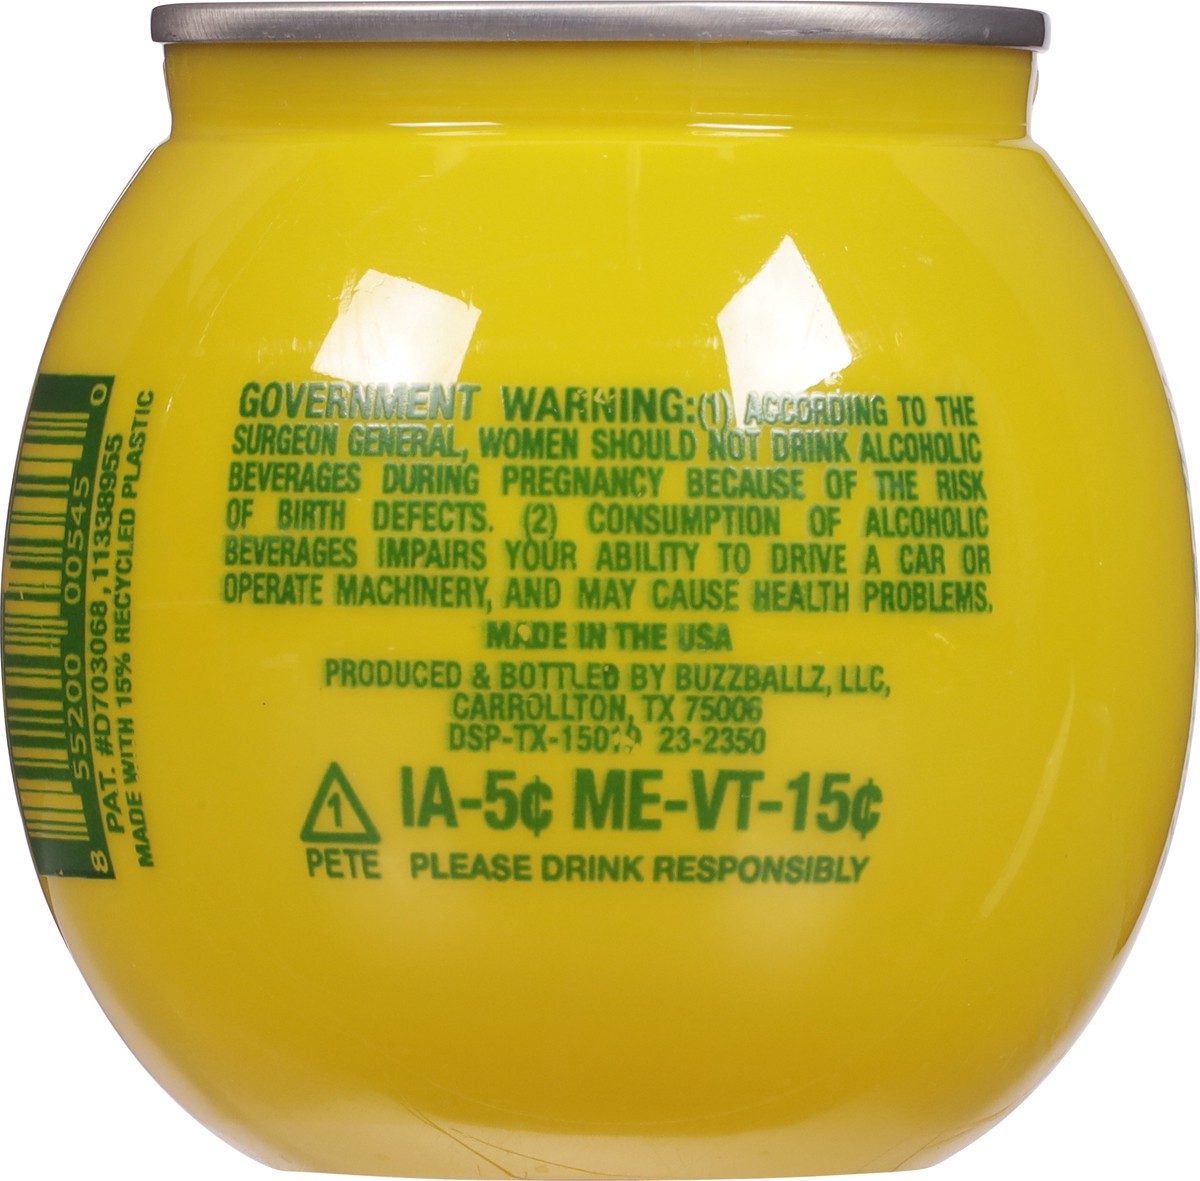 GOVERNMENT WARNING:(1) ACCORDING TO THE
SURGEON GENERAL, WOMEN SHOULD NOT DRINK ALCOHOLIC
BEVERAGES DURING PREGNANCY BECAUSE OF THE RISK
OF BIRTH DEFECTS. (2) CONSUMPTION OF ALCOHOLIC
BEVERAGES IMPAIRS YOUR ABILITY TO DRIVE A CAR OR
OPERATE MACHINERY, AND MAY CAUSE HEALTH PROBLEMS.
MADE IN THE USA
PRODUCED & BOTTLED BY BUZZBALLZ, LLC,
CARROLLTON, TX 75006
23-2350
1
PETE
IA-5¢ ME-VT-15¢
PLEASE DRINK RESPONSIBLY
8 55200 00545 0
PAT. #D703068 ,11338955
MADE WITH 15% RECYCLED PLASTIC